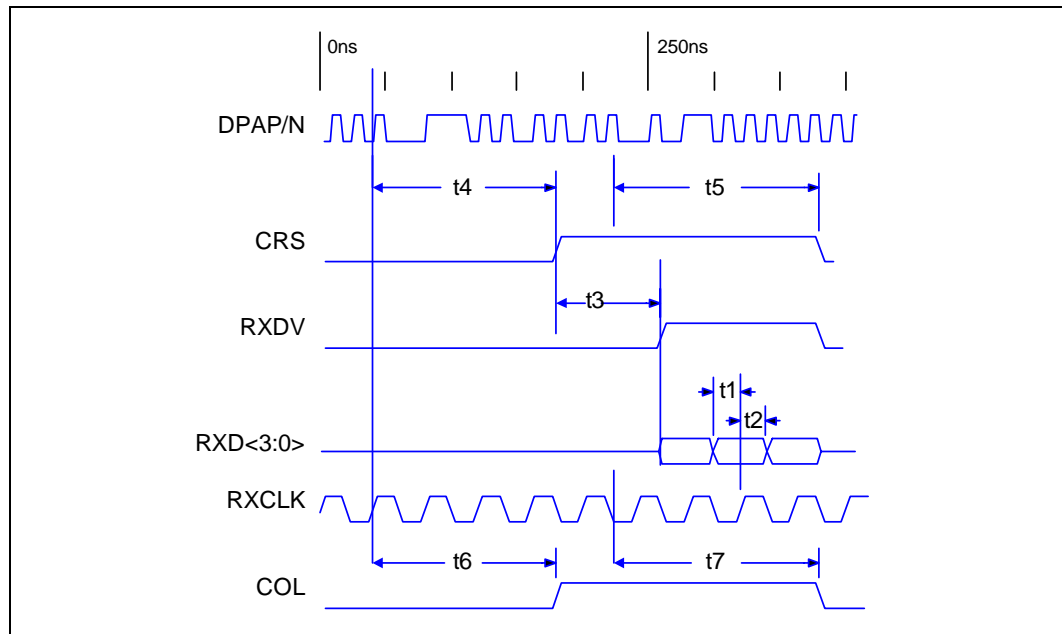 0ns 250ns
DPAP/N
t4 t5
CRS
t3
RXDV
t1
t2
RXD<3:0>
RXCLK
t6 t7
COL